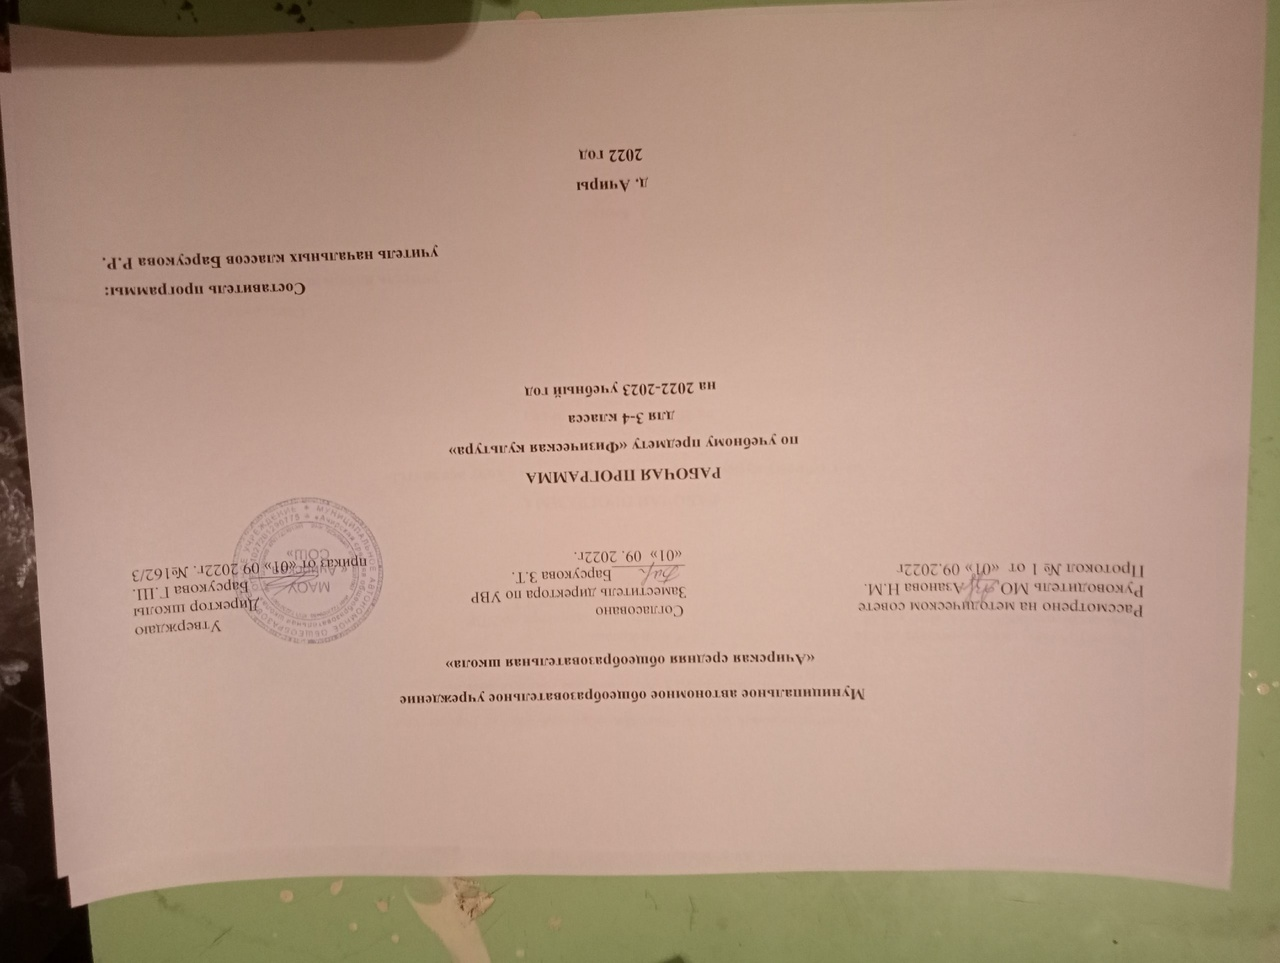 Муниципальное автономное общеобразовательное учреждение
«Ачирская средняя общеобразовательная школа»
Рассмотрено на методическом совете
Руководитель МО Азанова Н.М.
Протокол № 1 от «01» 09.2022г
Согласовано
Заместитель директора по УВР
Барсукова З.Т.
«01» 09. 2022г.
Утверждаю
Директор школы
Барсукова Г.Ш.
приказ от «01» 09 2022г. №162/3
МАОУ
«Ачирская
СОШ»
РАБОЧАЯ ПРОГРАММА
по учебному предмету «Физическая культура»
для 3-4 класса
на 2022-2023 учебный год
Составитель программы:
учитель начальных классов Барсукова Р.Р.
д. Ачиры
2022 год